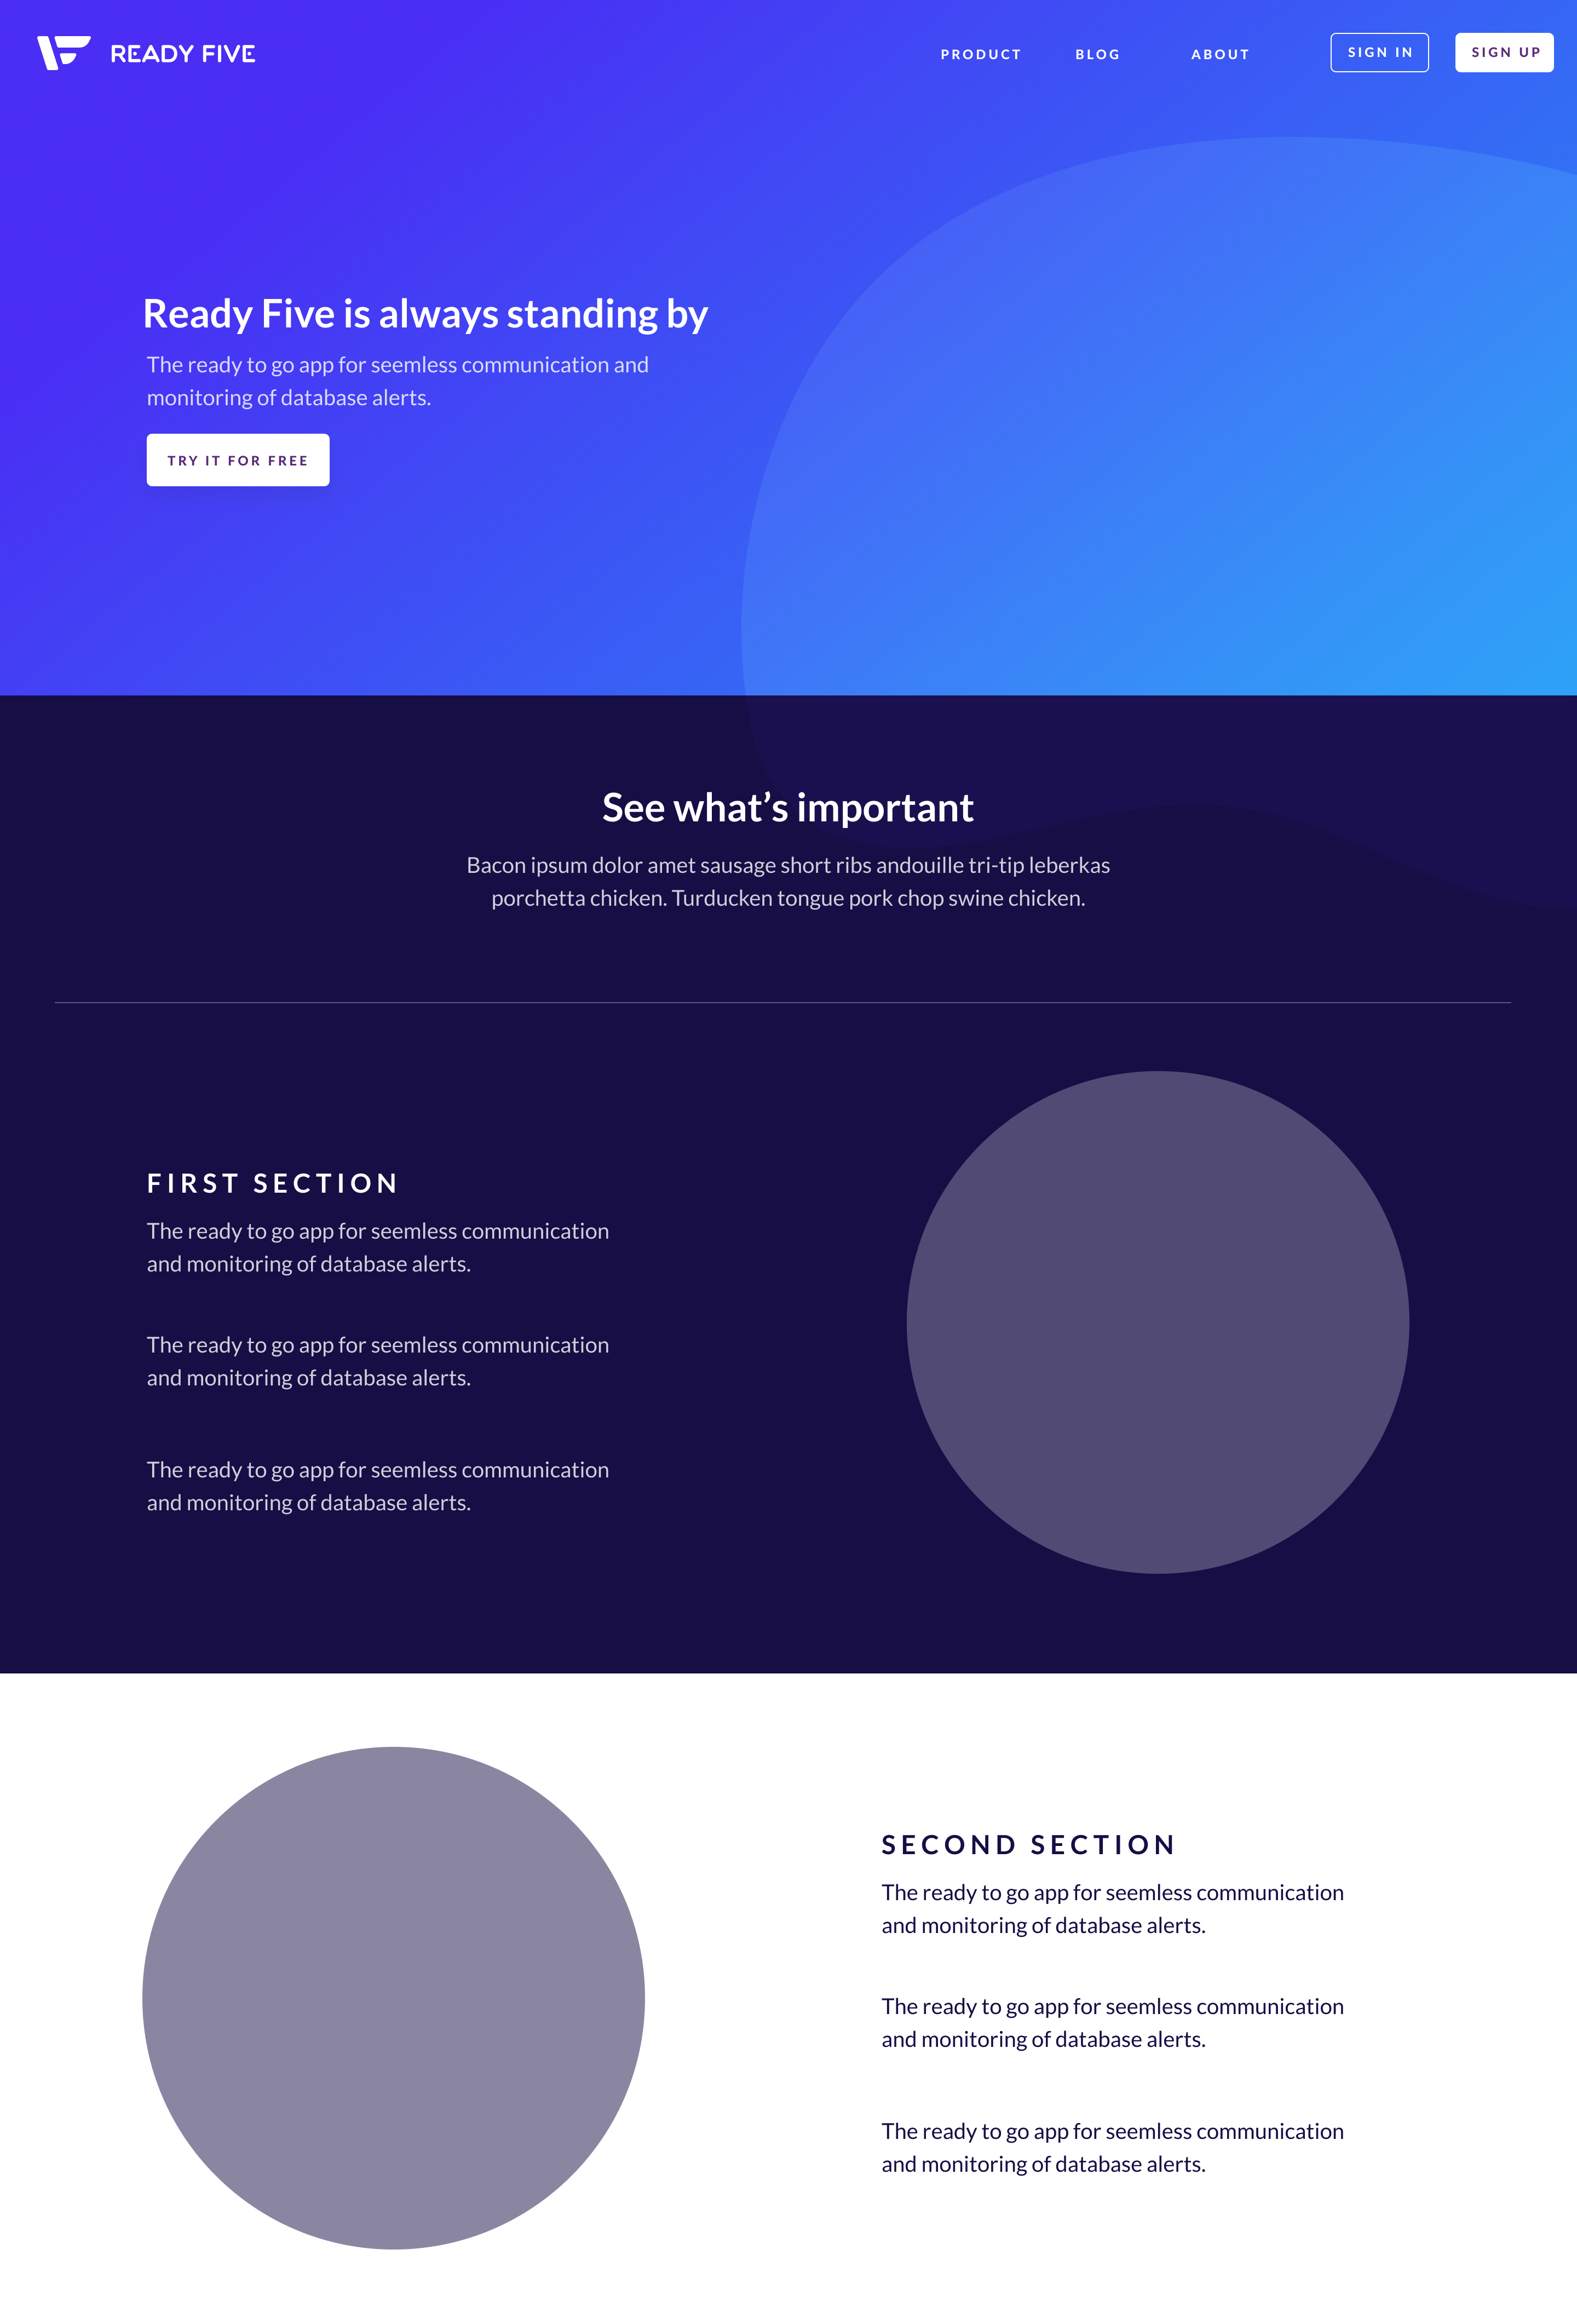 READY FIVE
PRODUCT
BLOG
ABOUT
SIGN IN
SIGN UP
Ready Five is always standing by
The ready to go app for seemless communication and
monitoring of database alerts.
TRY IT FOR FREE
See what’s important
Bacon ipsum dolor amet sausage short ribs andouille tri-tip leberkas
porchetta chicken. Turducken tongue pork chop swine chicken.
FIRST SECTION
The ready to go app for seemless communication
and monitoring of database alerts.
The ready to go app for seemless communication
and monitoring of database alerts.
The ready to go app for seemless communication
and monitoring of database alerts.
SECOND SECTION
The ready to go app for seemless communication
and monitoring of database alerts.
The ready to go app for seemless communication
and monitoring of database alerts.
The ready to go app for seemless communication
and monitoring of database alerts.